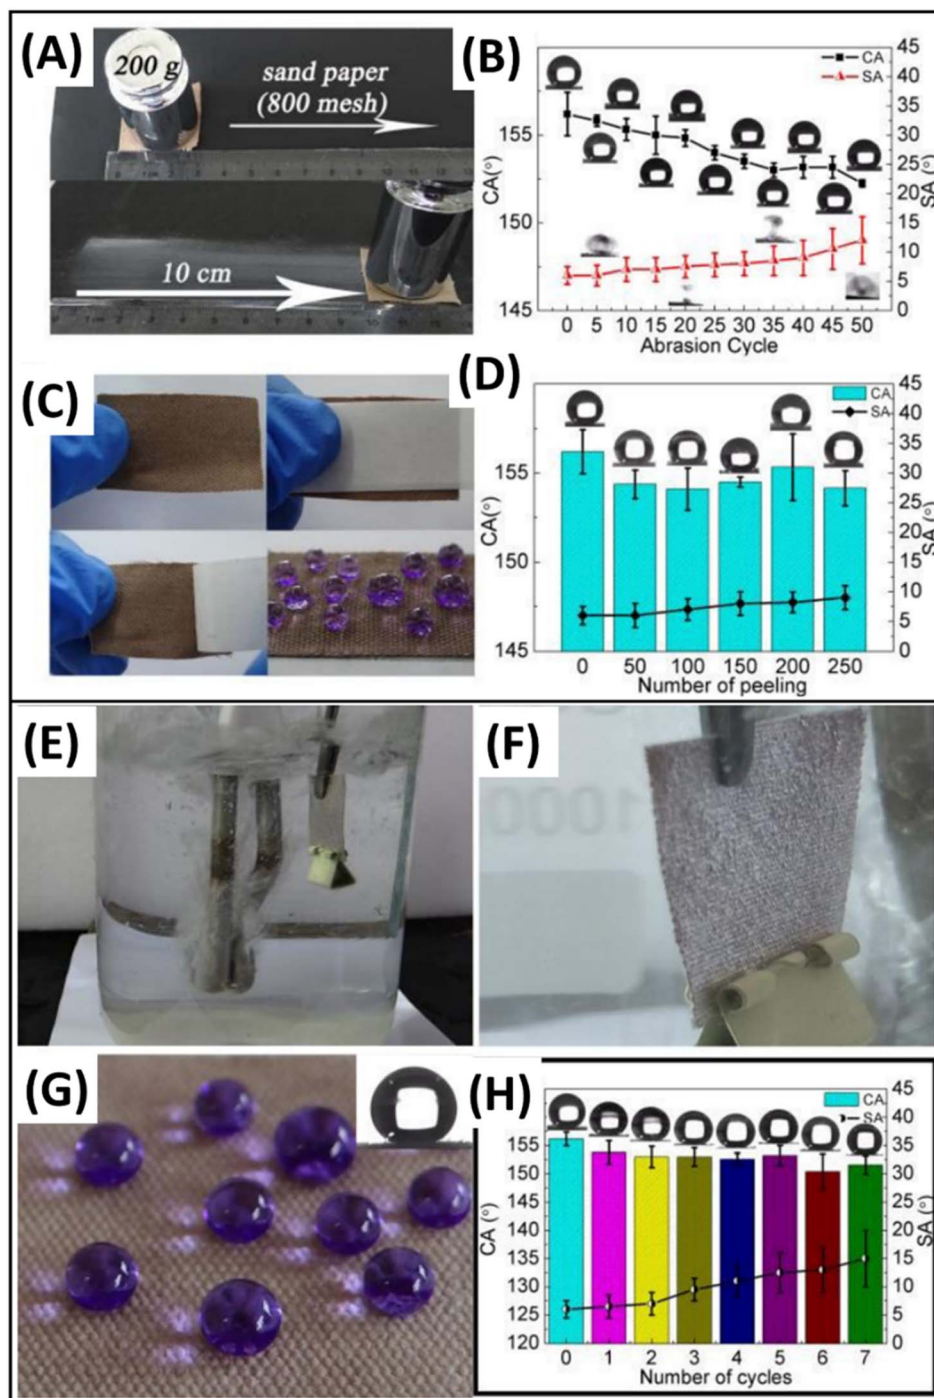 (A)
200 g
sand paper
(800 mesh)
10 cm
(B)
CA
SA
155
150
145
CA(°)
45
40
35
30
25
20
15
10
5
0
SA (°)
0 5 10 15 20 25 30 35 40 45 50
Abrasion Cycle
(C)
(D)
CA
SA
155
150
145
CA(°)
45
40
35
30
25
20
15
10
5
0
SA (°)
0 50 100 150 200 250
Number of peeling
(E)
(F)
1000
(G)
(H)
CA
SA
155
150
145
140
135
130
125
120
CA (°)
45
40
35
30
25
20
15
10
5
0
SA (°)
0 1 2 3 4 5 6 7
Number of cycles